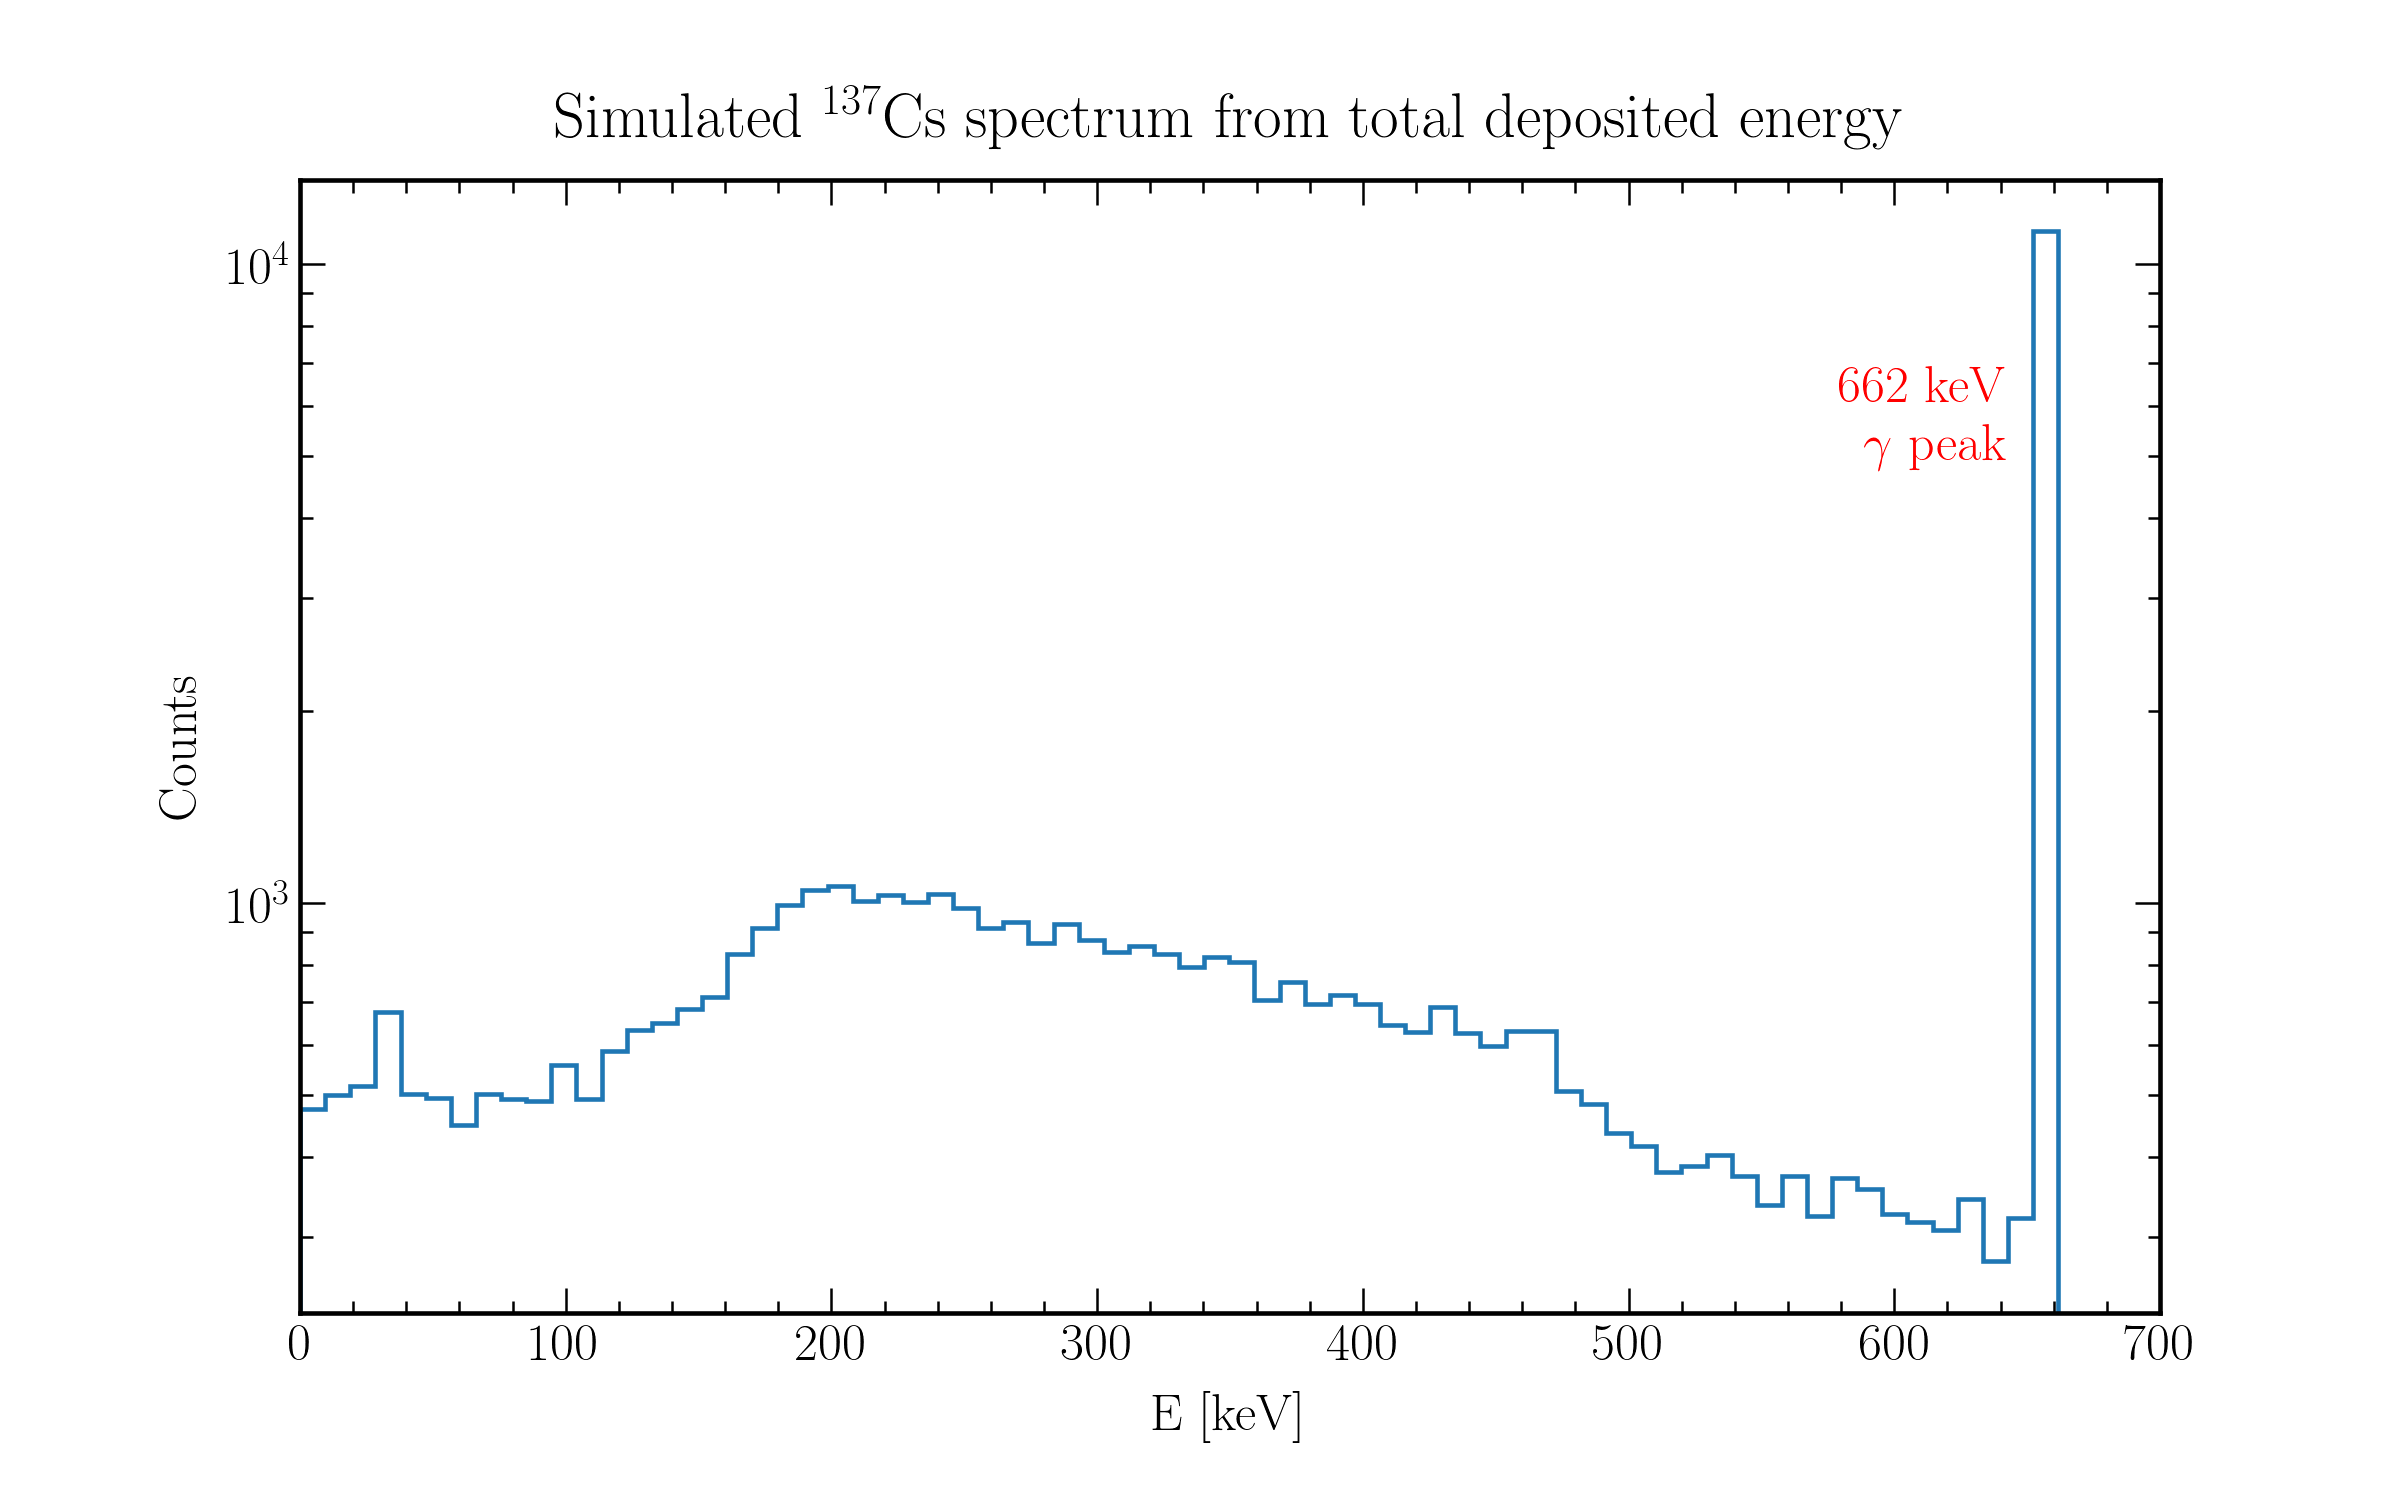 Simulated ¹³⁷Cs spectrum from total deposited energy
10⁴
662 keV
γ peak
Counts
10³
0 100 200 300 400 500 600 700
E [keV]